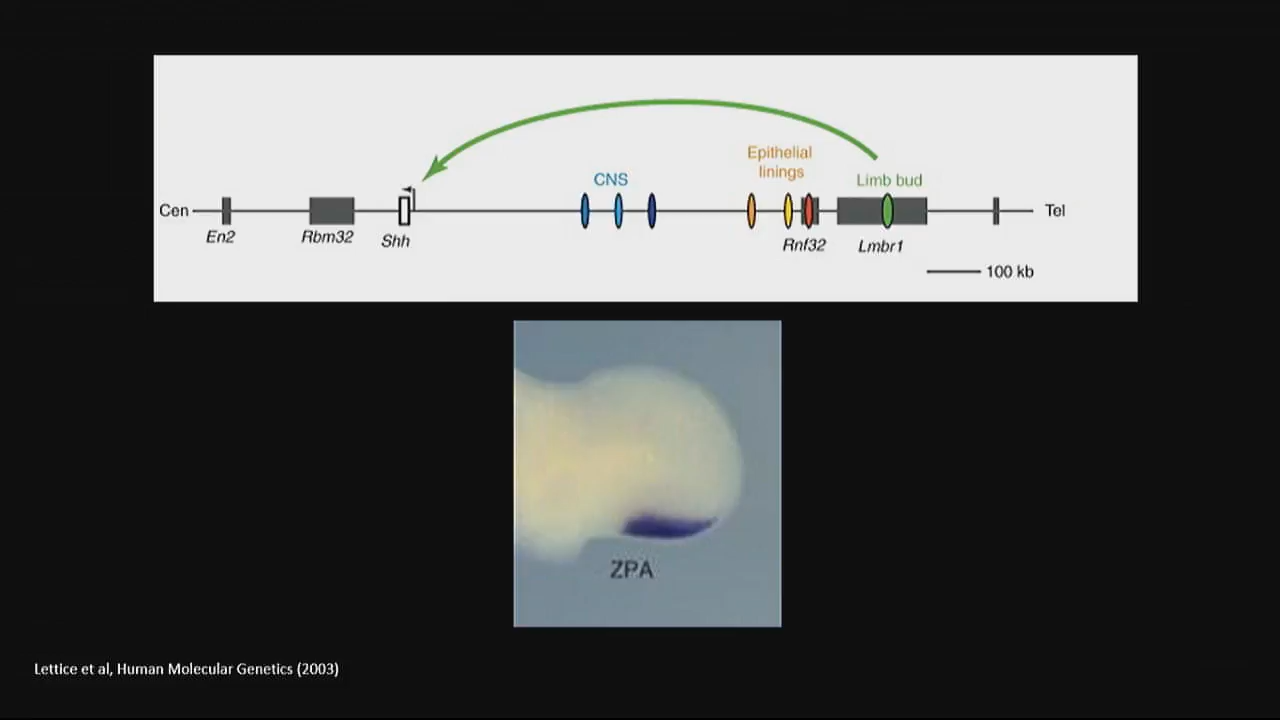 Epithelial
linings
CNS
Limb bud
Cen
Tel
En2
Rbm32
Shh
Rnf32
Lmbr1
100 kb
ZPA
Lettice et al, Human Molecular Genetics (2003)